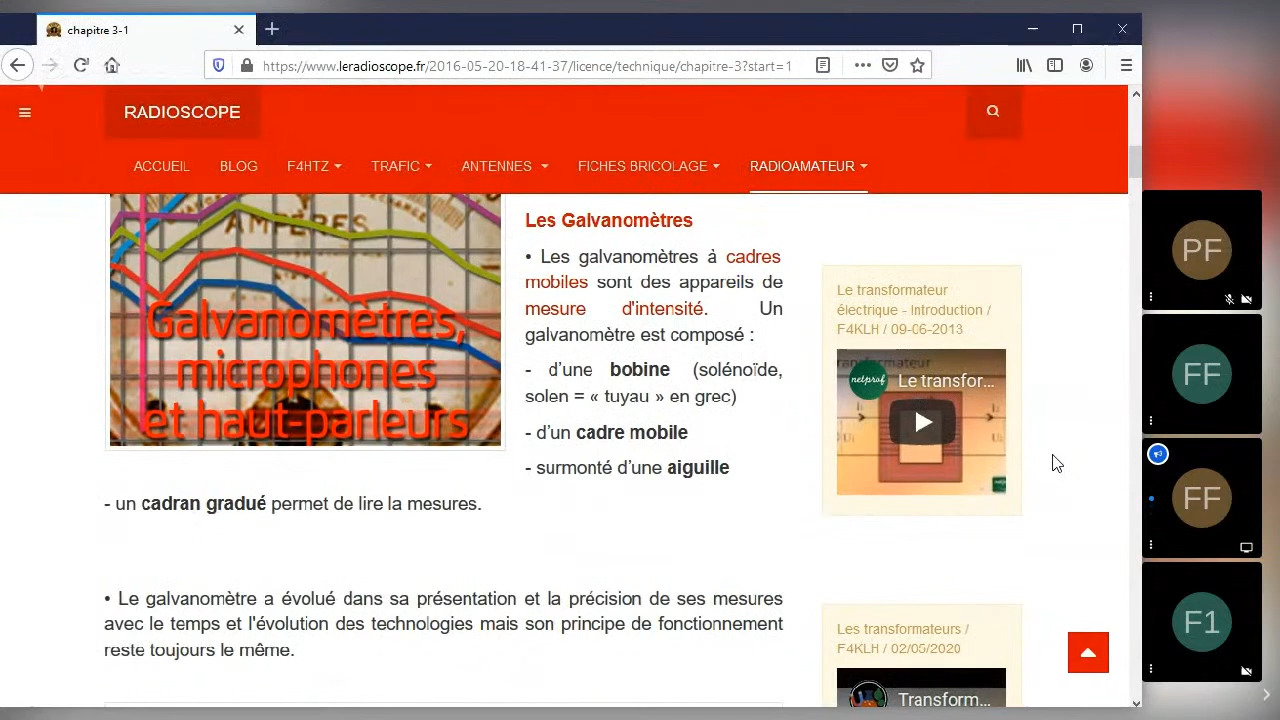 chapitre 3-1
https://www.leradioscope.fr/2016-05-20-18-41-37/licence/technique/chapitre-3?start=1
RADIOSCOPE
ACCUEIL BLOG F4HTZ TRAFIC ANTENNES FICHES BRICOLAGE RADIOAMATEUR
AMPÈRES
Galvanomètres,
microphones
et haut-parleurs
Les Galvanomètres
• Les galvanomètres à cadres
mobiles sont des appareils de
mesure d'intensité. Un
galvanomètre est composé :
- d’une bobine (solénoïde,
solen = « tuyau » en grec)
- d’un cadre mobile
- surmonté d’une aiguille
- un cadran gradué permet de lire la mesures.
• Le galvanomètre a évolué dans sa présentation et la précision de ses mesures
avec le temps et l'évolution des technologies mais son principe de fonctionnement
reste toujours le même.
Le transformateur
électrique - Introduction /
F4KLH / 09-06-2013
netprof
Le transfor...
Les transformateurs /
F4KLH / 02/05/2020
Transform...
PF
FF
FF
F1